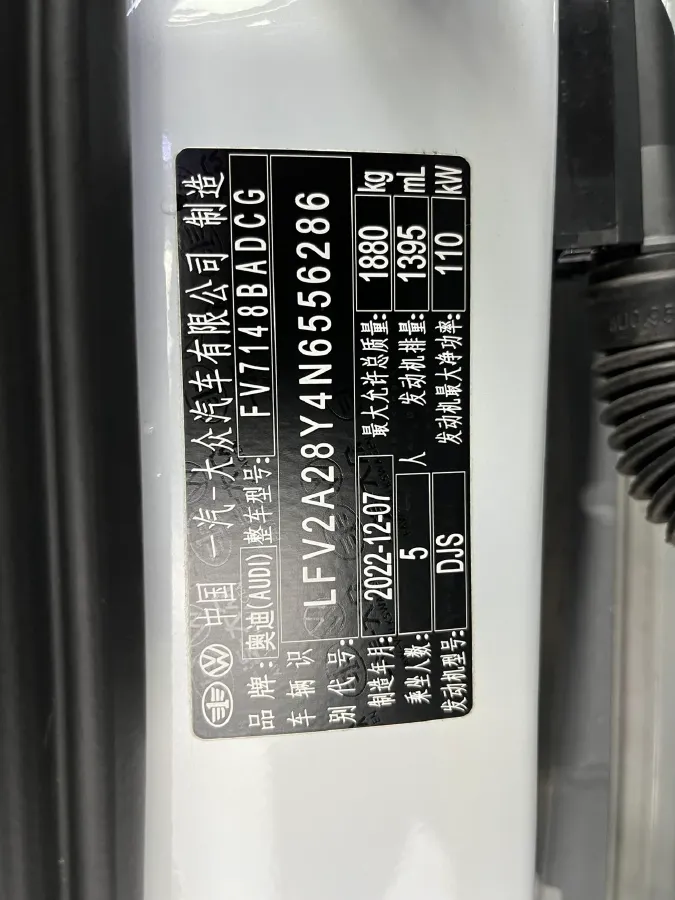 中国 一汽-大众汽车有限公司 制造
品牌:奥迪(AUDI) 整车型号: FV7148BADCG
车辆识别代号: LFV2A28Y4N6556286
制造年月: 2022-12-07 最大允许总质量: 1880 kg
乘坐人数: 5 人 发动机排量: 1395 mL
发动机型号: DJS 发动机最大净功率: 110 kW